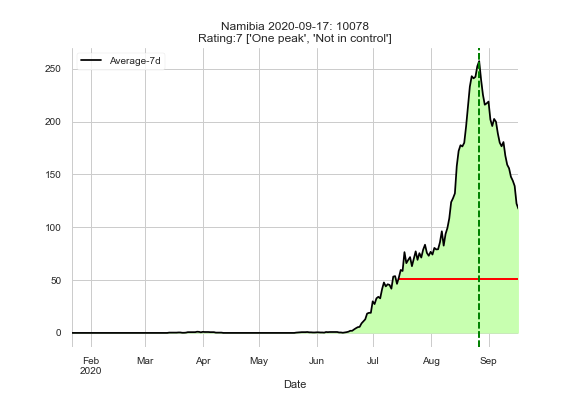 Namibia 2020-09-17: 10078
Rating:7 ['One peak', 'Not in control']
Average-7d
250
200
150
100
50
0
Feb
2020
Mar
Apr
May
Jun
Jul
Aug
Sep
Date